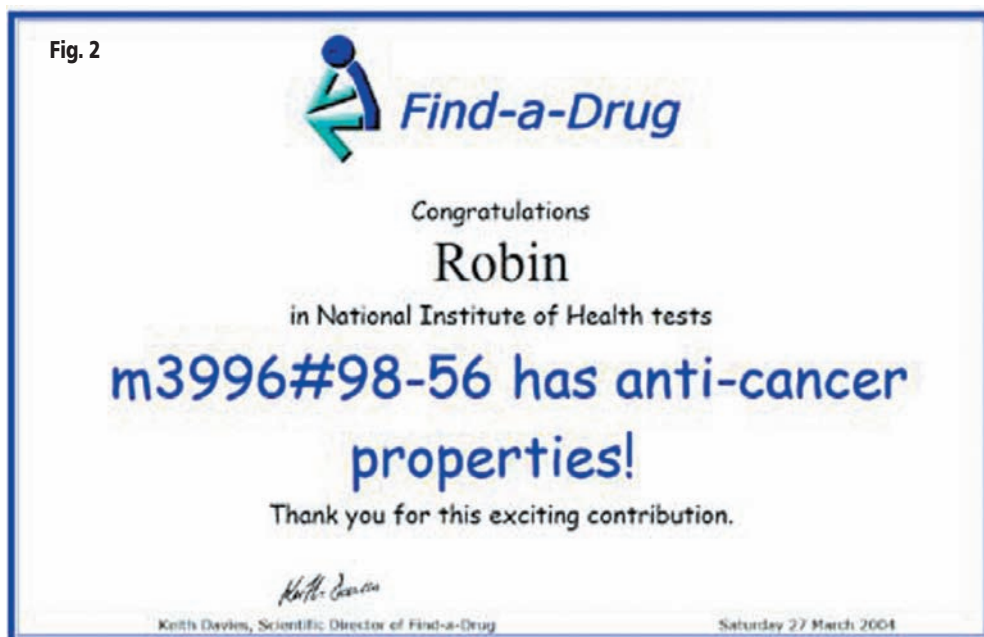 Fig. 2
Find-a-Drug
Congratulations
Robin
in National Institute of Health tests
m3996#98-56 has anti-cancer
properties!
Thank you for this exciting contribution.
Keith Davies, Scientific Director of Find-a-Drug
Saturday 27 March 2004